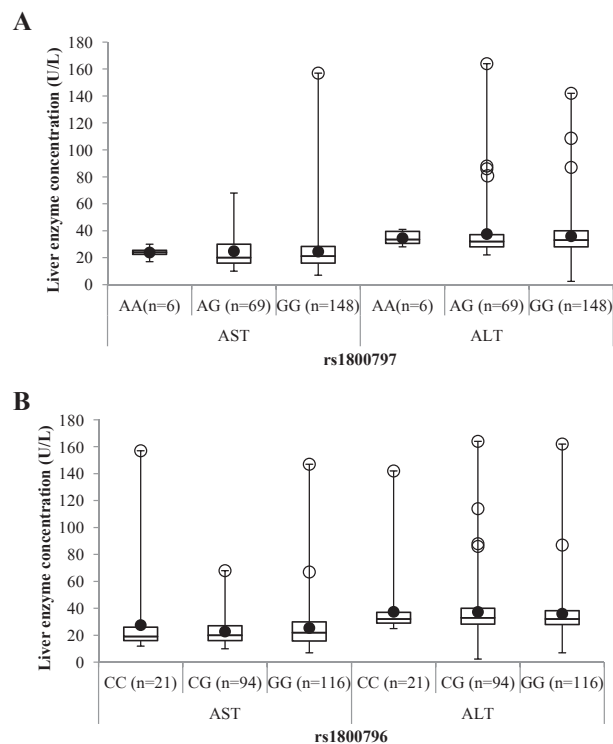 A
Liver enzyme concentration (U/L)
180
160
140
120
100
80
60
40
20
0
AA(n=6) AG (n=69) GG (n=148) AA(n=6) AG (n=69) GG (n=148)
AST ALT
rs1800797
B
Liver enzyme concentration (U/L)
180
160
140
120
100
80
60
40
20
0
CC (n=21) CG (n=94) GG (n=116) CC (n=21) CG (n=94) GG (n=116)
AST ALT
rs1800796